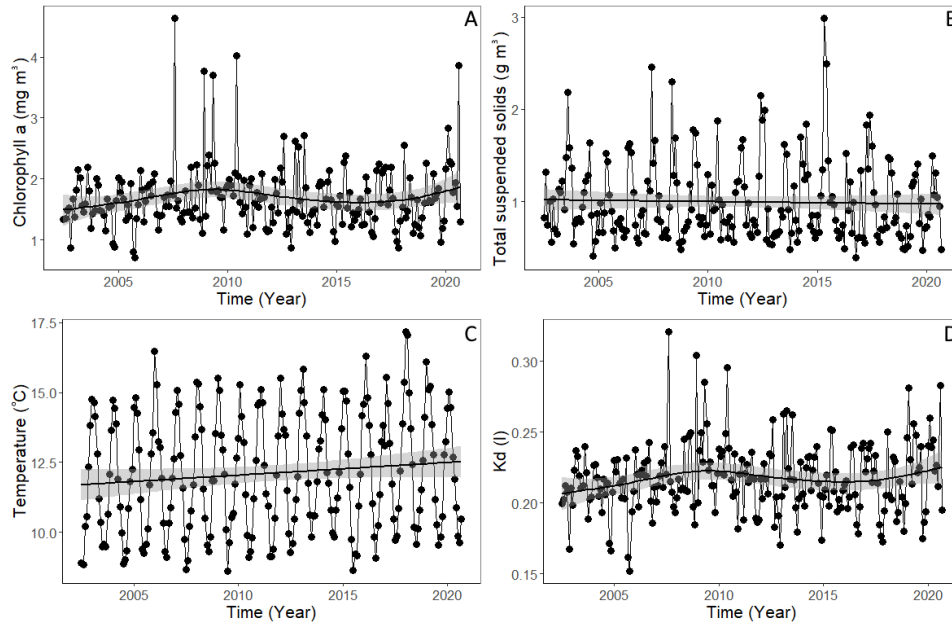 A
Chlorophyll a (mg m³)
4
3
2
1
2005 2010 2015 2020
Time (Year)
B
Total suspended solids (g m³)
3
2
1
2005 2010 2015 2020
Time (Year)
C
Temperature (°C)
17.5
15.0
12.5
10.0
2005 2010 2015 2020
Time (Year)
D
Kd (l)
0.30
0.25
0.20
0.15
2005 2010 2015 2020
Time (Year)